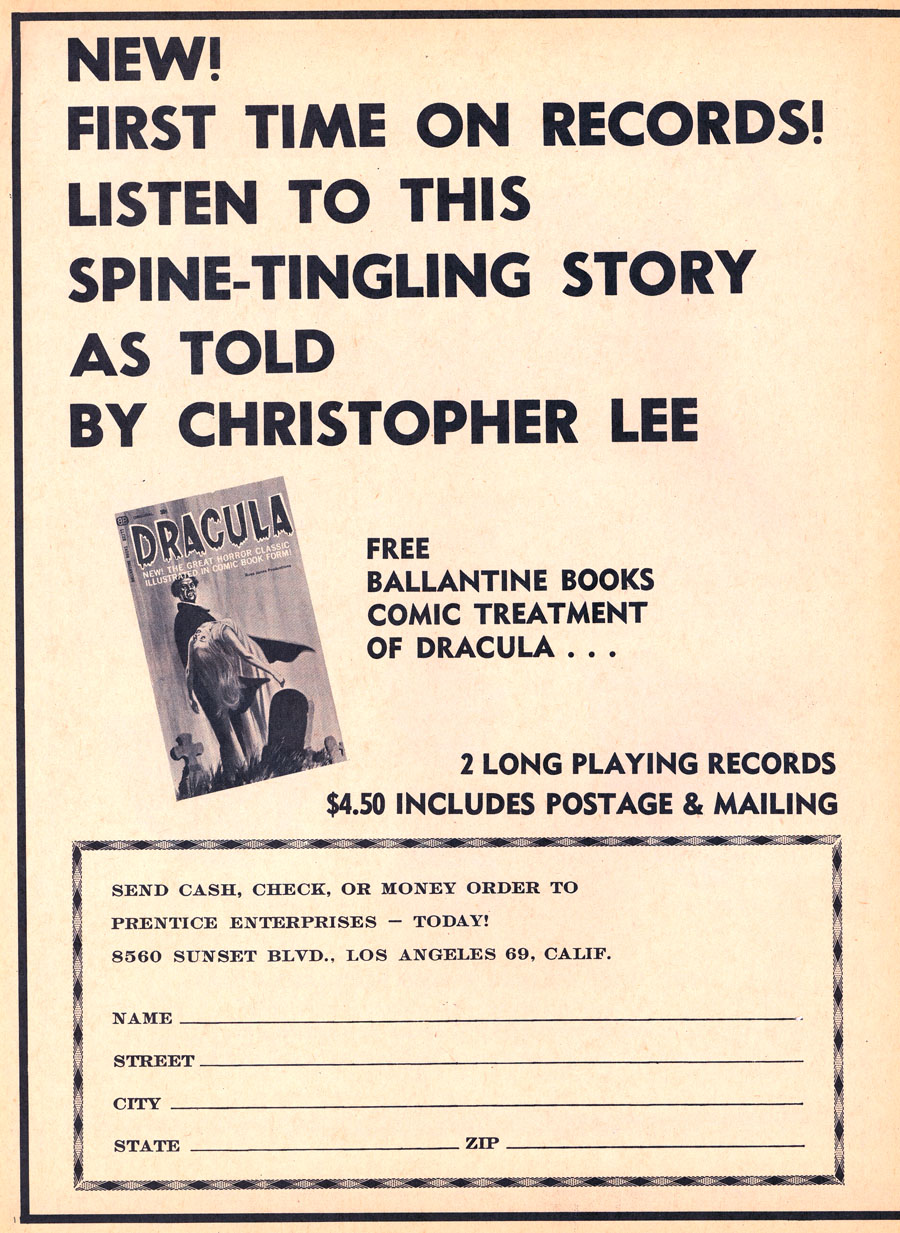 NEW!
FIRST TIME ON RECORDS!
LISTEN TO THIS
SPINE-TINGLING STORY
AS TOLD
BY CHRISTOPHER LEE
DRACULA
NEW! THE GREAT HORROR CLASSIC
ILLUSTRATED IN COMIC BOOK FORM!
FREE
BALLANTINE BOOKS
COMIC TREATMENT
OF DRACULA . . .
2 LONG PLAYING RECORDS
$4.50 INCLUDES POSTAGE & MAILING
SEND CASH, CHECK, OR MONEY ORDER TO
PRENTICE ENTERPRISES — TODAY!
8560 SUNSET BLVD., LOS ANGELES 69, CALIF.
NAME
STREET
CITY
STATE ZIP